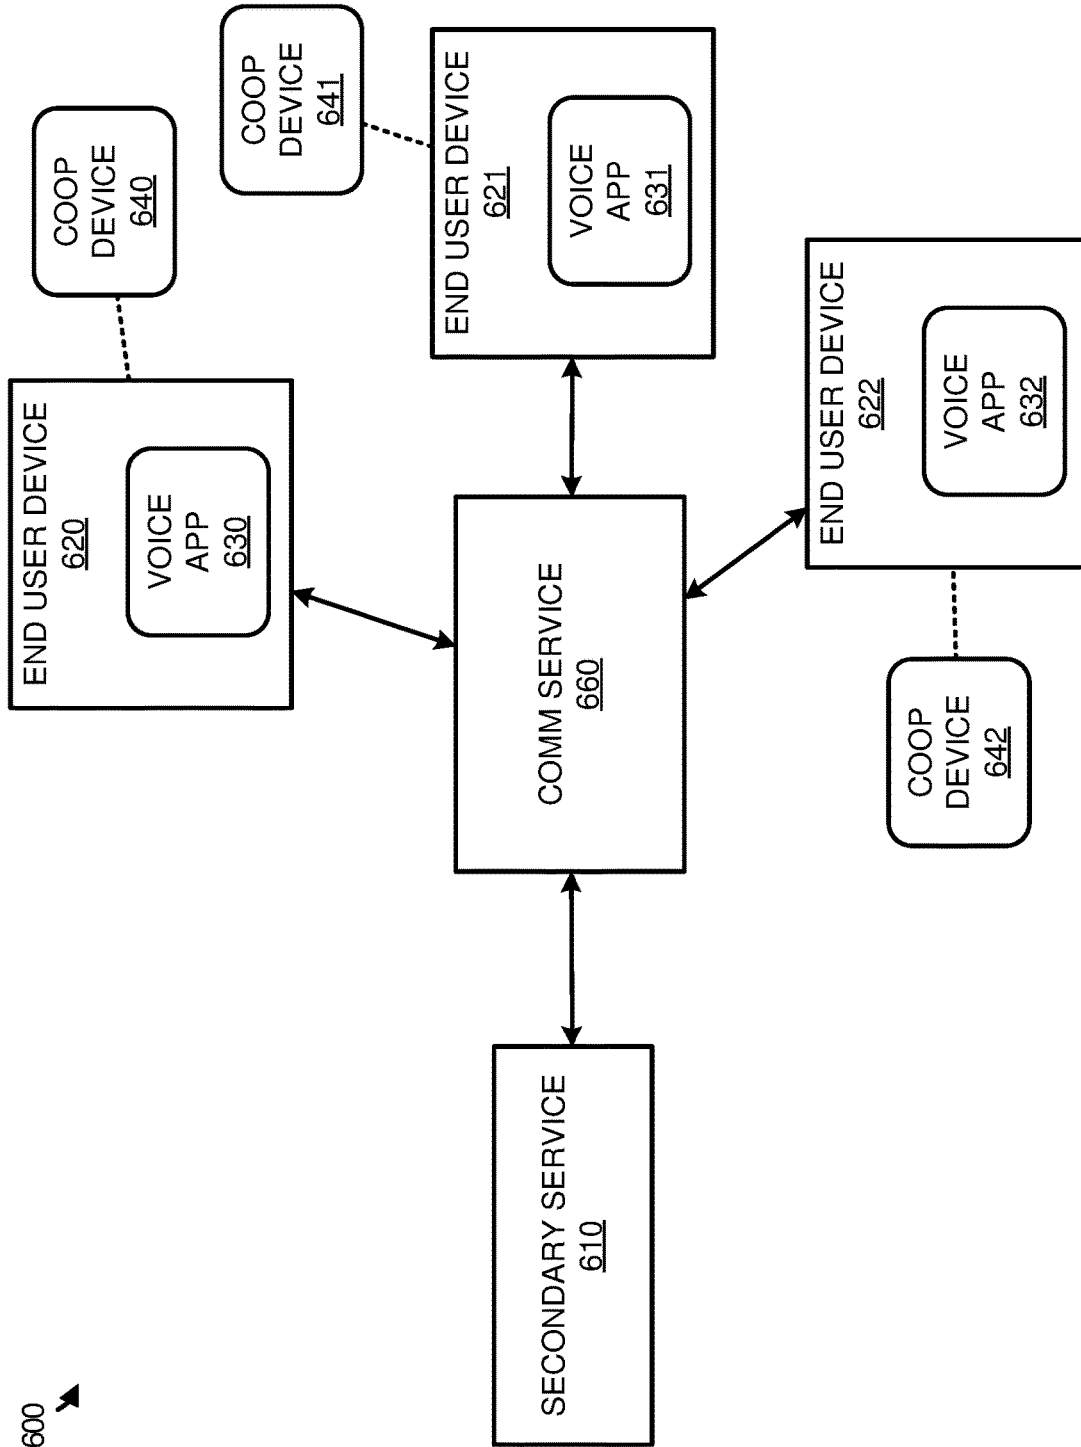 600
SECONDARY SERVICE
610
COMM SERVICE
660
END USER DEVICE
620
VOICE
APP
630
COOP
DEVICE
640
END USER DEVICE
621
VOICE
APP
631
COOP
DEVICE
641
END USER DEVICE
622
VOICE
APP
632
COOP
DEVICE
642